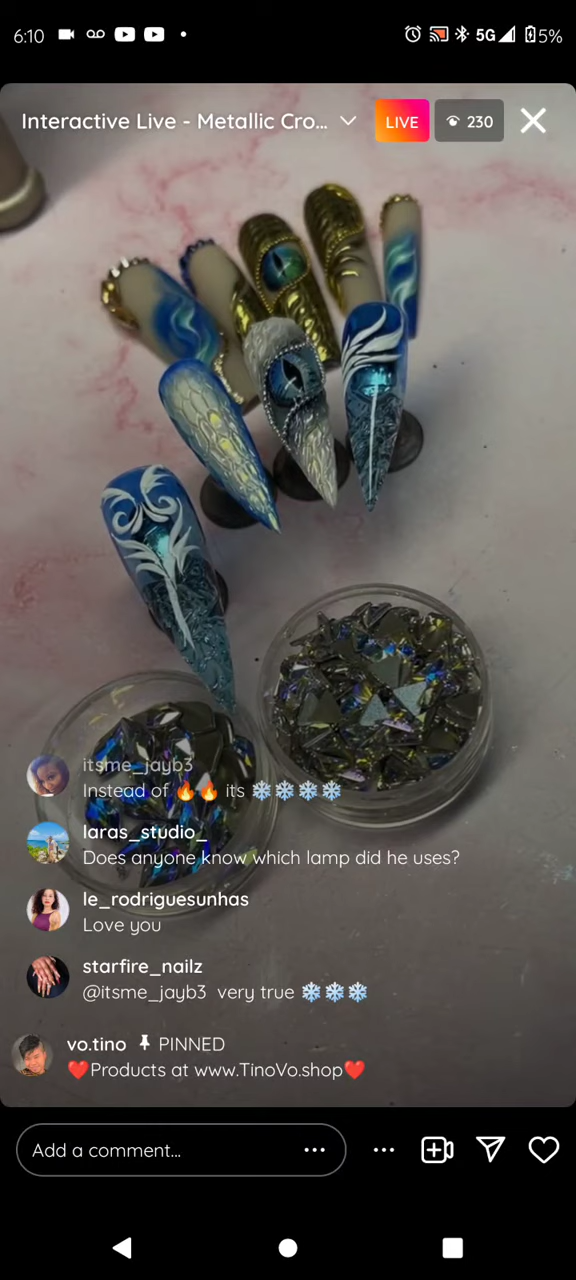 6:10
5G 5%
Interactive Live - Metallic Cro... LIVE 230
itsme_jayb3
Instead of 🔥🔥 its ❄❄❄❄
laras_studio_
Does anyone know which lamp did he uses?
le_rodriguesunhas
Love you
starfire_nailz
@itsme_jayb3 very true ❄❄❄
vo.tino PINNED
❤Products at www.TinoVo.shop❤
Add a comment...